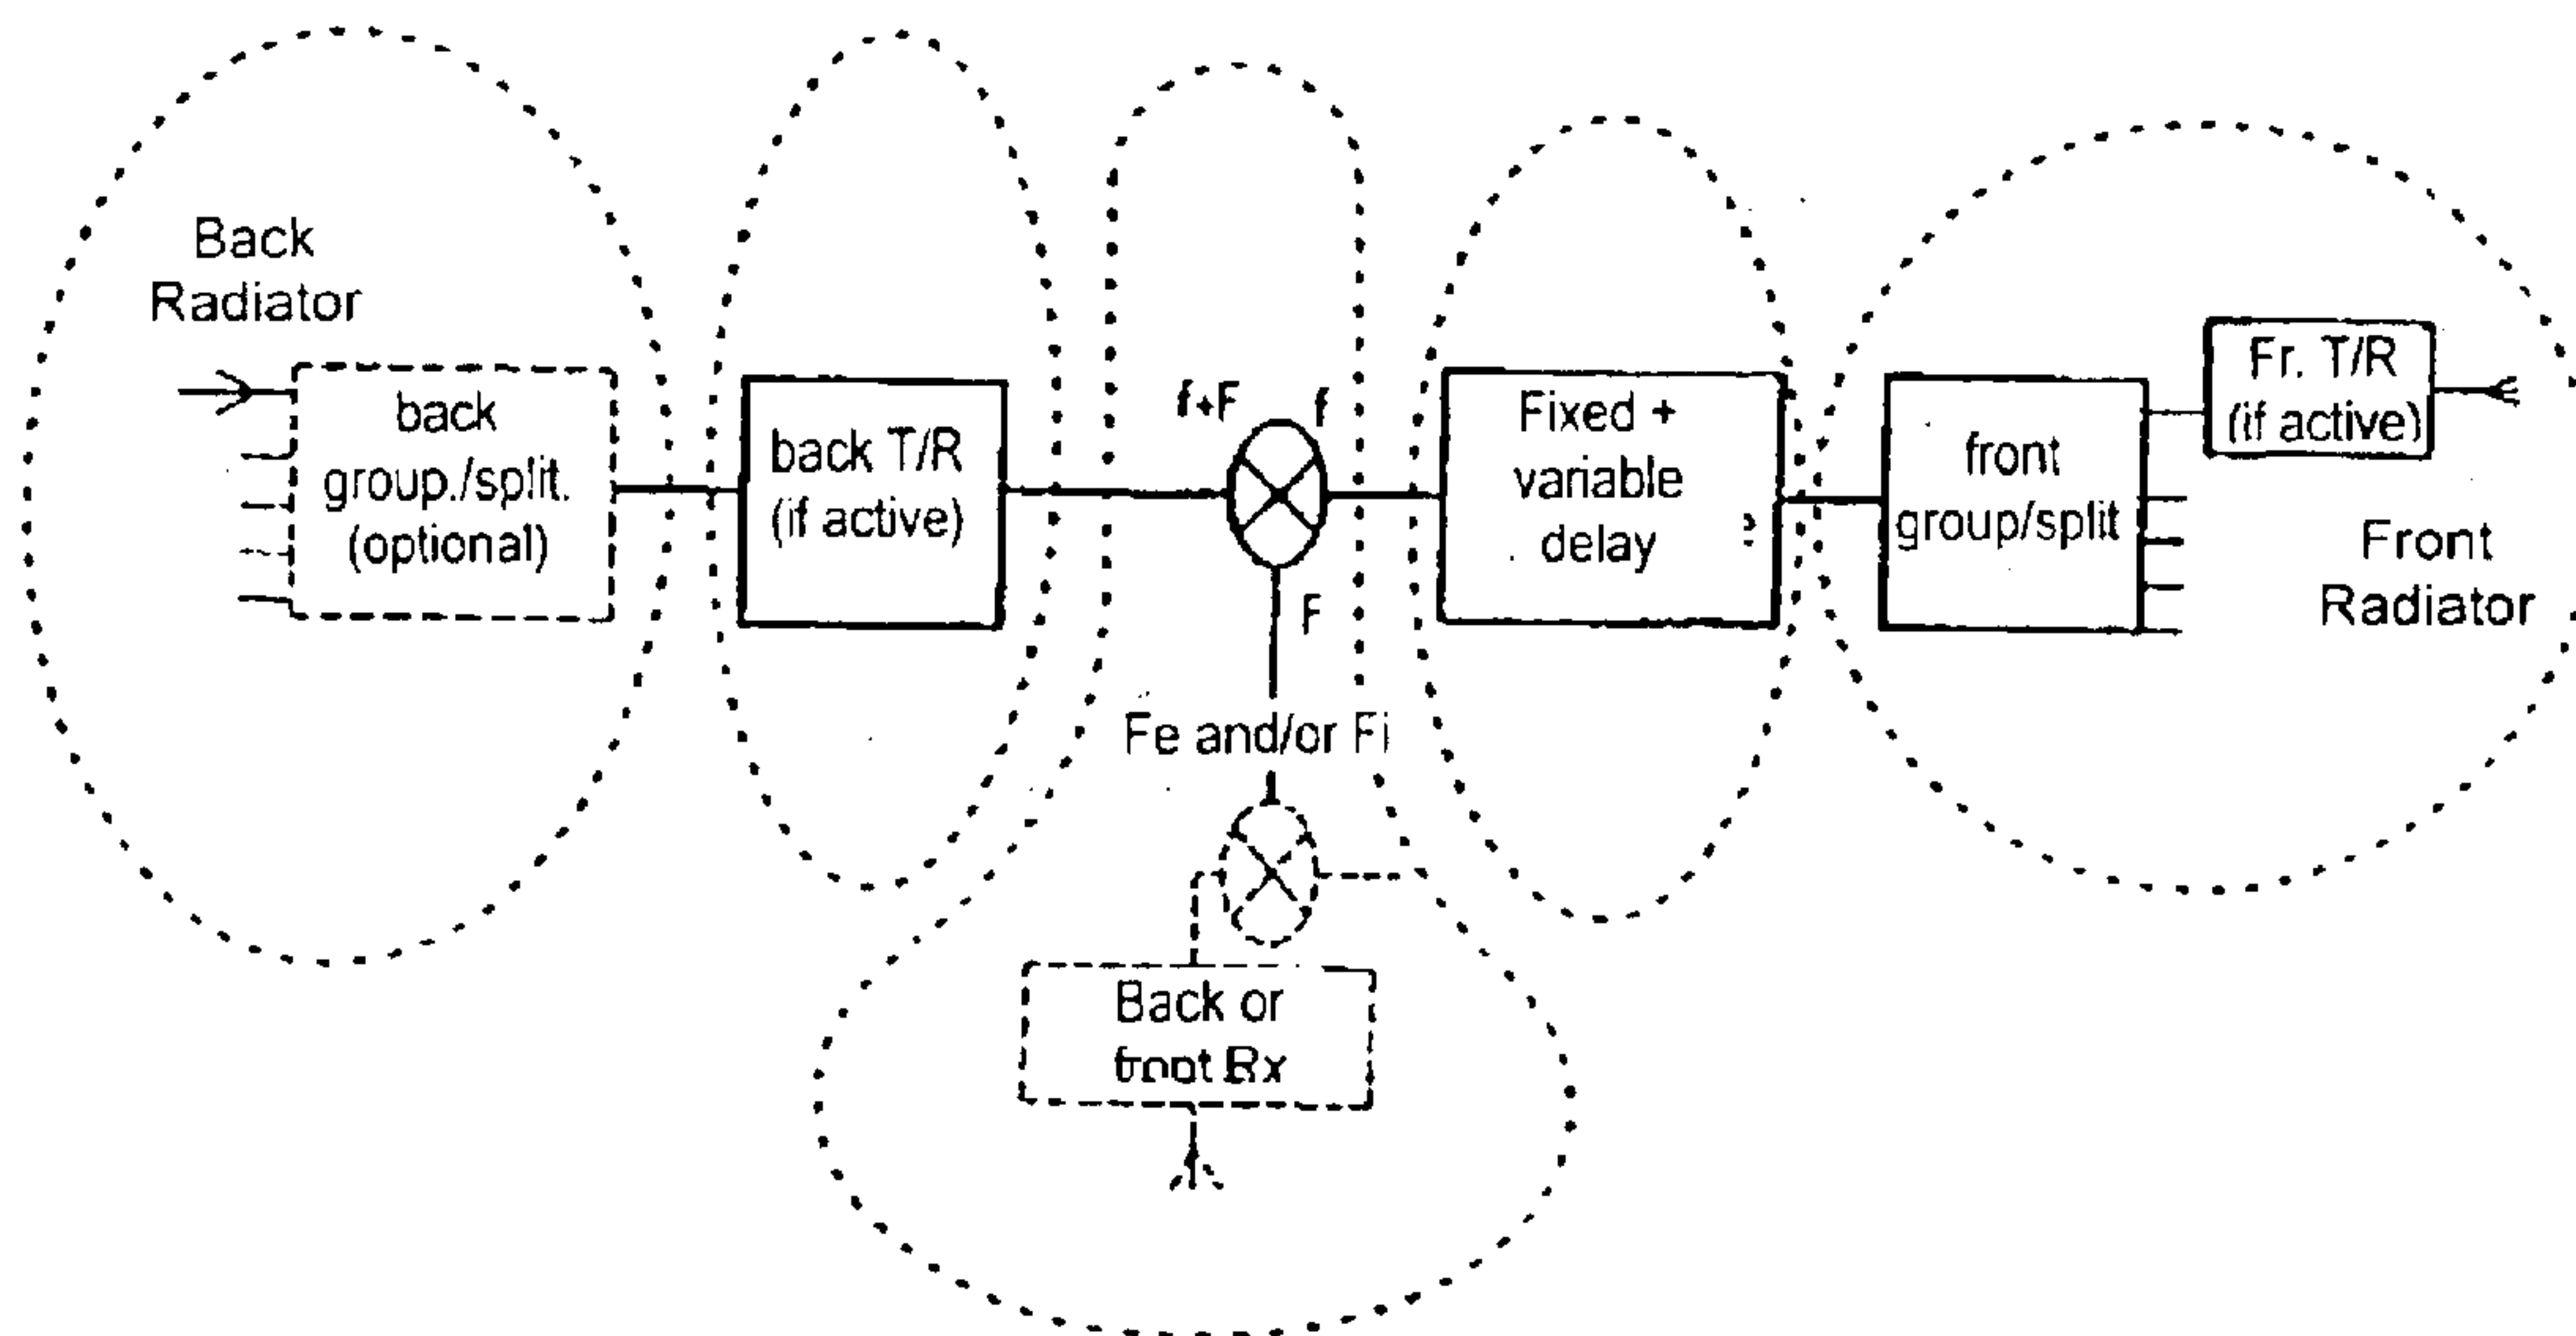 Back
Radiator
back
group./split.
(optional)
back T/R
(if active)
f+F
f
F
Fe and/or Fi
Back or
front Rx
Fixed +
variable
delay
front
group/split
Fr. T/R
(if active)
Front
Radiator